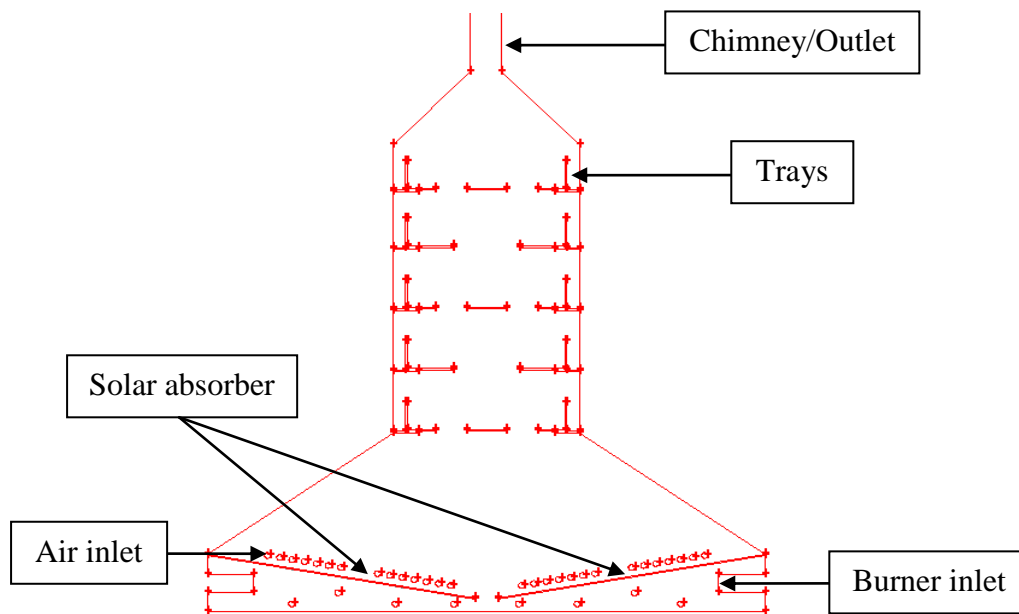 Chimney/Outlet
Trays
Solar absorber
Air inlet
Burner inlet